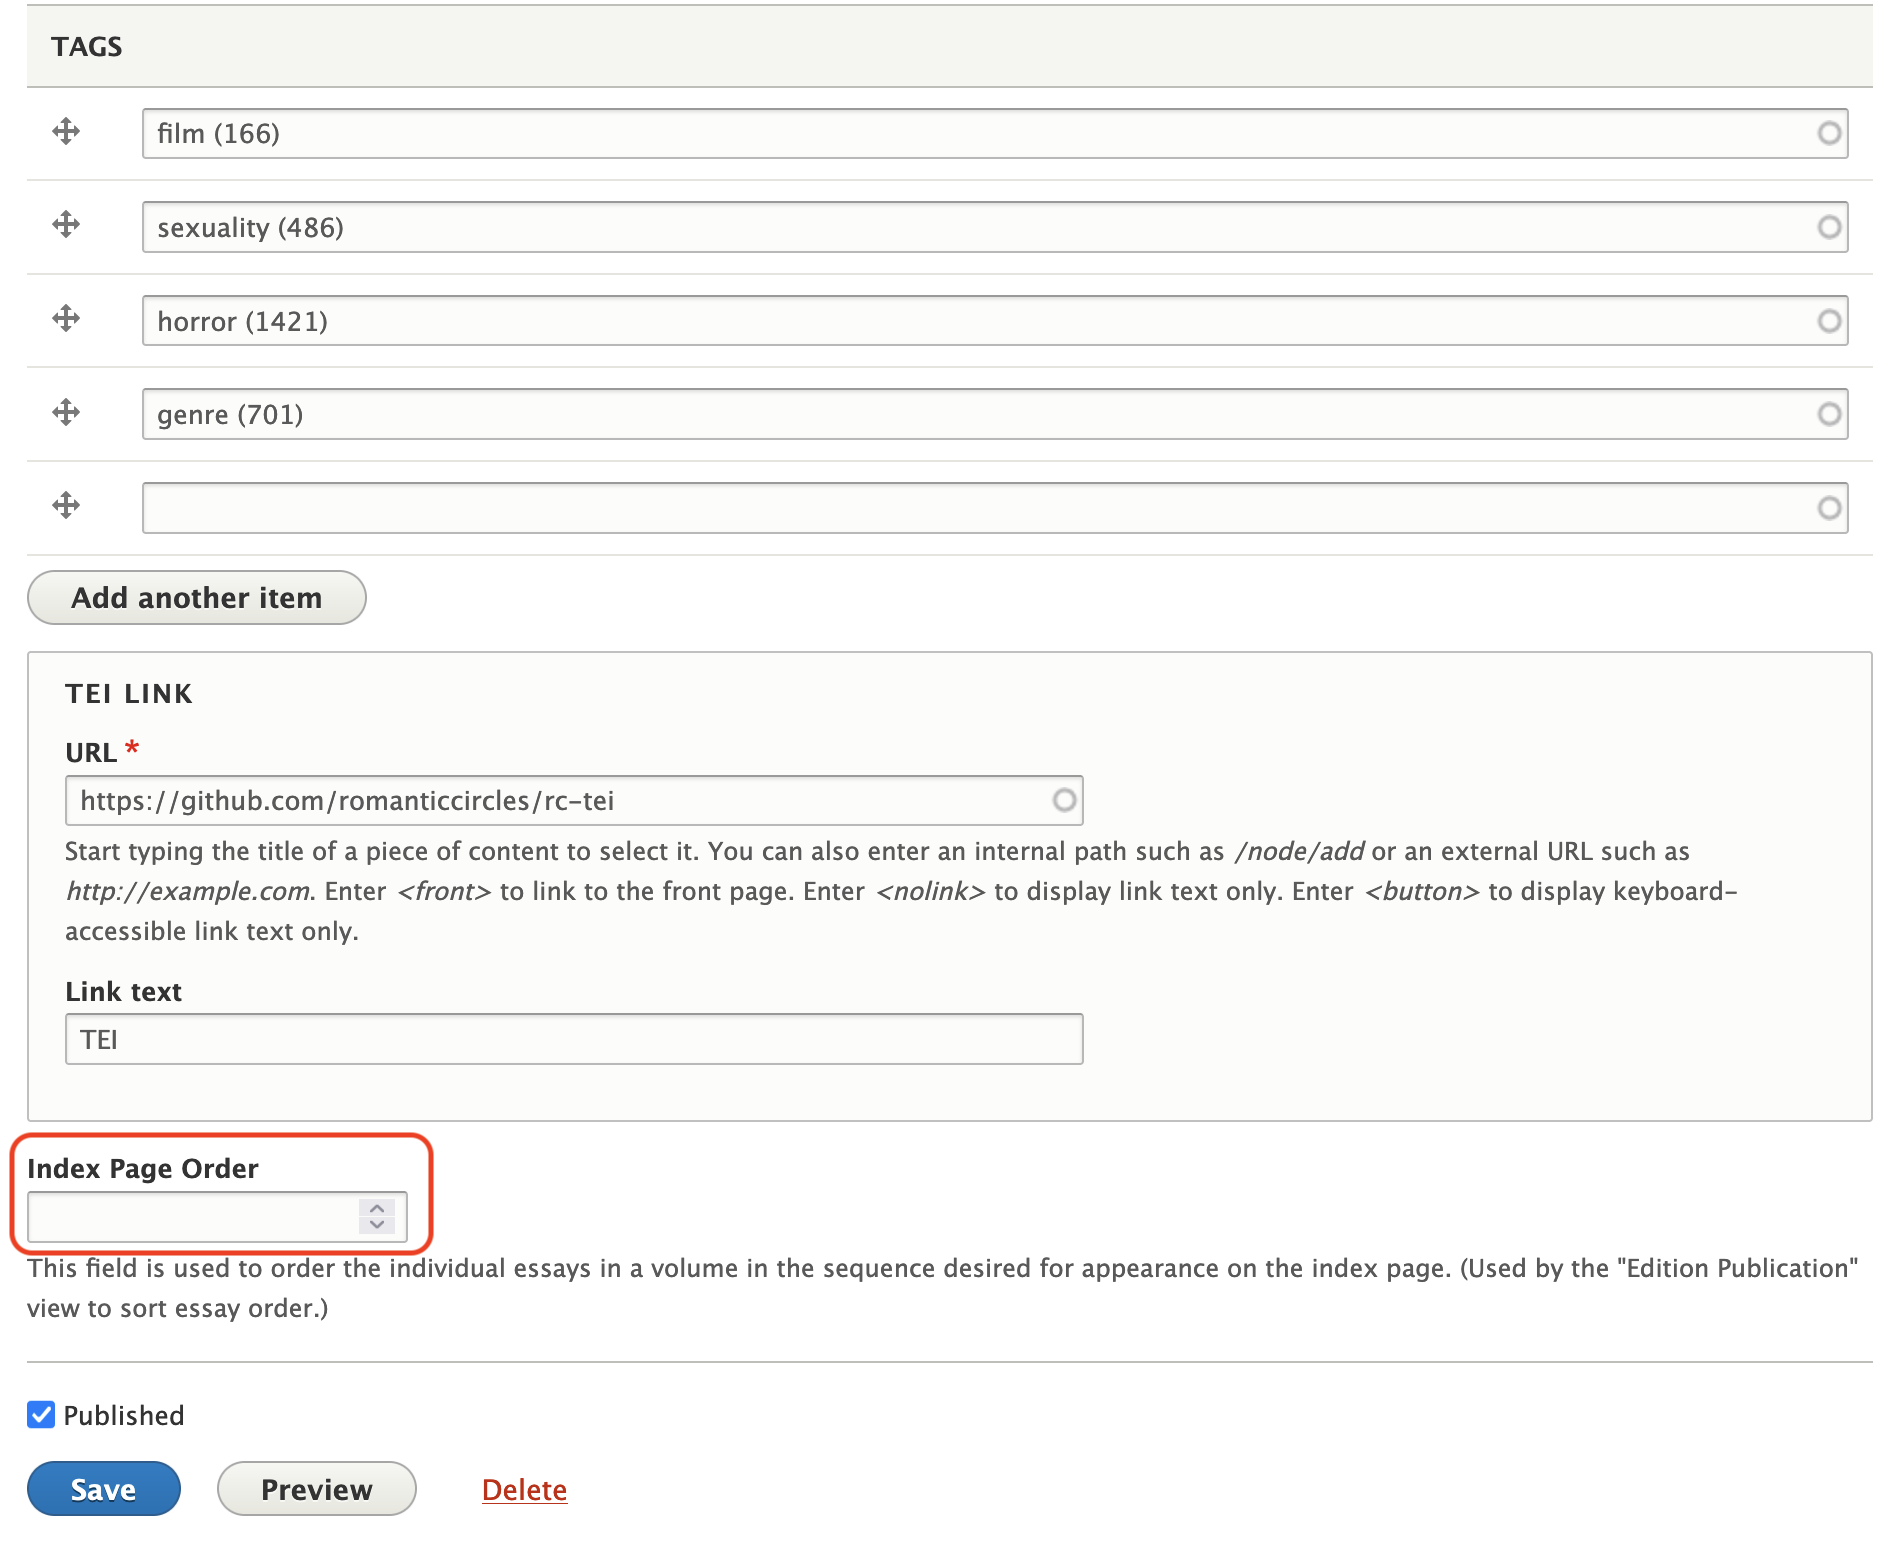 TAGS
film (166)
sexuality (486)
horror (1421)
genre (701)
Add another item
TEI LINK
URL *
https://github.com/romanticcircles/rc-tei
Start typing the title of a piece of content to select it. You can also enter an internal path such as /node/add or an external URL such as
http://example.com. Enter <front> to link to the front page. Enter <nolink> to display link text only. Enter <button> to display keyboard-
accessible link text only.
Link text
TEI
Index Page Order
This field is used to order the individual essays in a volume in the sequence desired for appearance on the index page. (Used by the "Edition Publication"
view to sort essay order.)
Published
Save Preview Delete